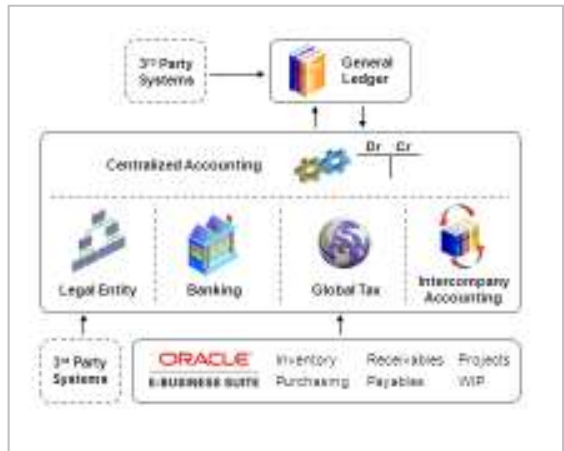 3rd Party
Systems
General
Ledger
Centralized Accounting
Dr Cr
Legal Entity
Banking
Global Tax
Intercompany
Accounting
3rd Party
Systems
ORACLE
E-BUSINESS SUITE
Inventory Receivables Projects
Purchasing Payables WIP